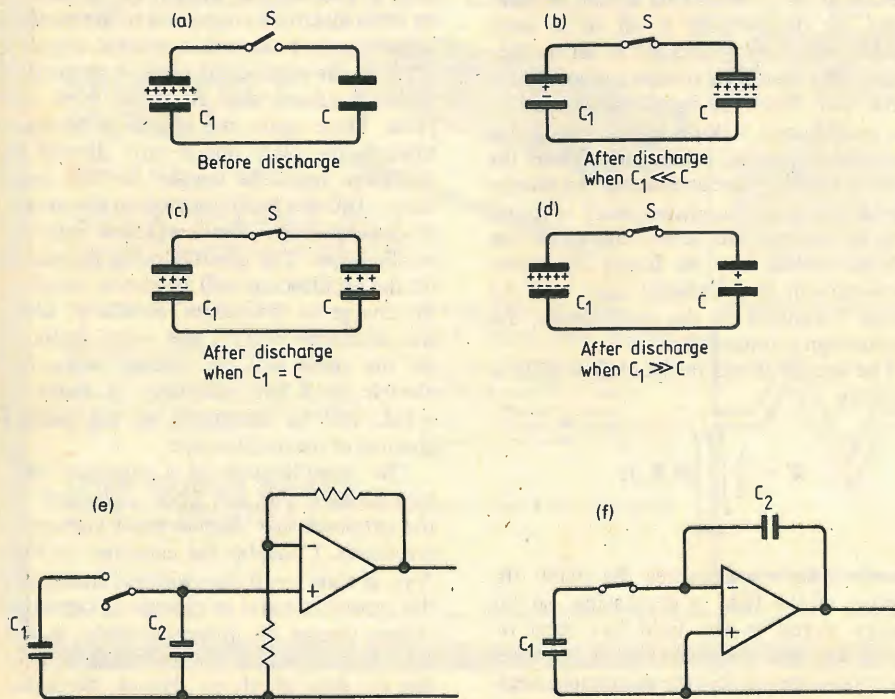 (a)
S
+++++
-----
C₁
C
Before discharge
(b)
S
+
-
C₁
+++++
-----
C
After discharge
when C₁ ≪ C
(c)
S
+++
---
C₁
+++
---
C
After discharge
when C₁ = C
(d)
S
+++++
-----
C₁
+
-
C
After discharge
when C₁ ≫ C
(e)
C₁
C₂
-
+
(f)
C₁
C₂
-
+